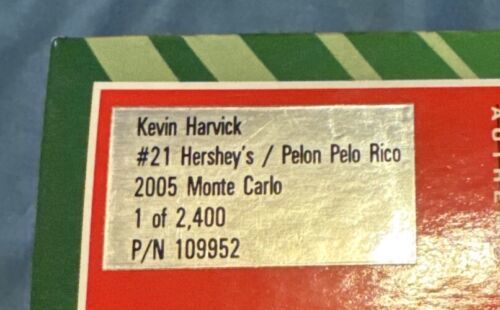 Kevin Harvick
#21 Hershey's / Pelon Pelo Rico
2005 Monte Carlo
1 of 2,400
P/N 109952